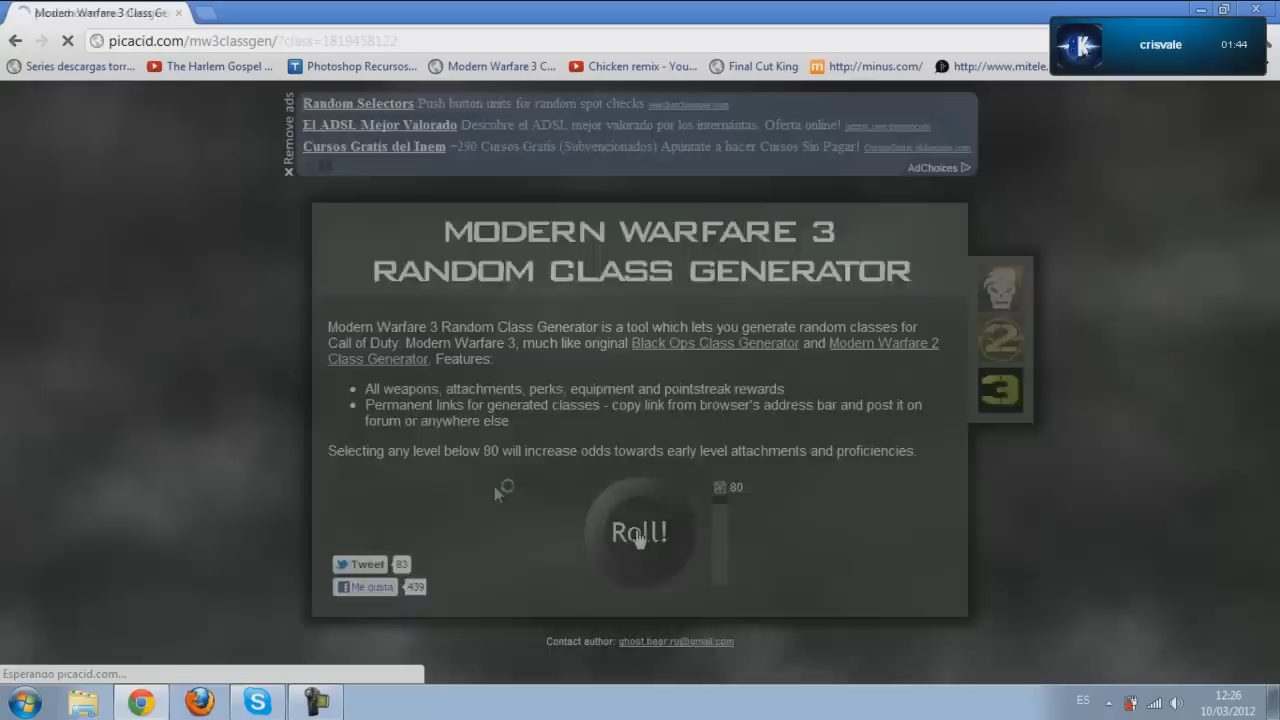 Modern Warfare 3 Class Ge
picacid.com/mw3classgen/?class=1819458122
crisvale
01:44
Series descargas torr...
The Harlem Gospel ...
Photoshop Recursos...
Modern Warfare 3 C...
Chicken remix - You...
Final Cut King
http://minus.com/
http://www.mitele.
x Remove ads
Random Selectors Push button units for random spot checks
El ADSL Mejor Valorado Descubre el ADSL mejor valorado por los internautas. Oferta online!
Cursos Gratis del Inem +290 Cursos Gratis (Subvencionados) Apuntate a hacer Cursos Sin Pagar!
AdChoices
MODERN WARFARE 3
RANDOM CLASS GENERATOR
Modern Warfare 3 Random Class Generator is a tool which lets you generate random classes for
Call of Duty: Modern Warfare 3, much like original Black Ops Class Generator and Modern Warfare 2
Class Generator. Features:
• All weapons, attachments, perks, equipment and pointstreak rewards
• Permanent links for generated classes - copy link from browser's address bar and post it on
forum or anywhere else
2
3
Selecting any level below 80 will increase odds towards early level attachments and proficiencies.
80
Roll!
Tweet 83
Me gusta 439
Contact author: ghost.bear.ru@gmail.com
Esperando picacid.com...
ES
12:26
10/03/2012